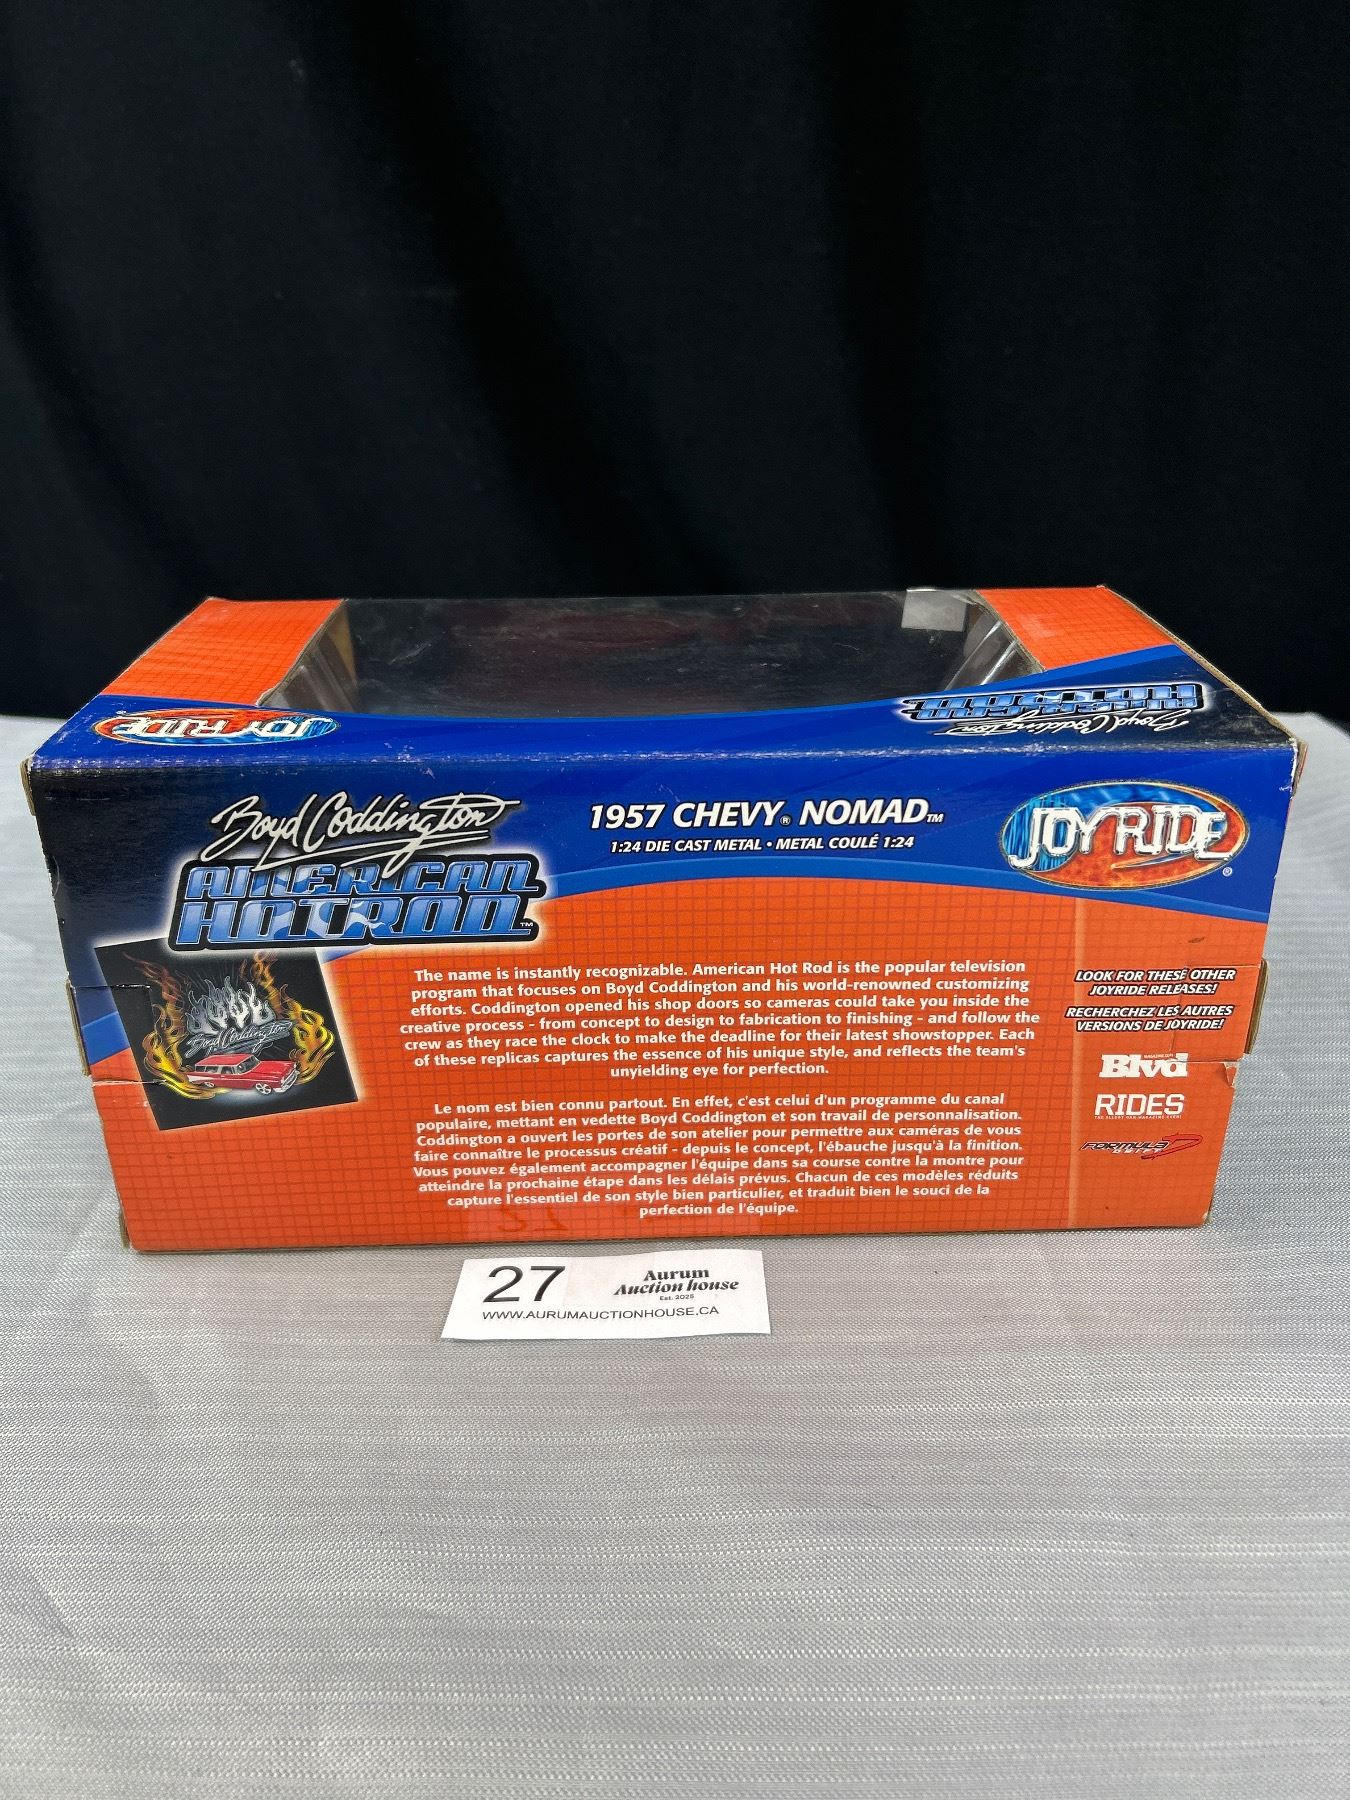 JOYRIDE
Boyd Coddington
AMERICAN
HOTROD
Boyd Coddington
AMERICAN
HOTROD™
1957 CHEVY® NOMAD™
1:24 DIE CAST METAL • METAL COULÉ 1:24
JOYRIDE®
Boyd Coddington
The name is instantly recognizable. American Hot Rod is the popular television
program that focuses on Boyd Coddington and his world-renowned customizing
efforts. Coddington opened his shop doors so cameras could take you inside the
creative process - from concept to design to fabrication to finishing - and follow the
crew as they race the clock to make the deadline for their latest showstopper. Each
of these replicas captures the essence of his unique style, and reflects the team's
unyielding eye for perfection.
Le nom est bien connu partout. En effet, c'est celui d'un programme du canal
populaire, mettant en vedette Boyd Coddington et son travail de personnalisation.
Coddington a ouvert les portes de son atelier pour permettre aux caméras de vous
faire connaître le processus créatif - depuis le concept, l'ébauche jusqu'à la finition.
Vous pouvez également accompagner l'équipe dans sa course contre la montre pour
atteindre la prochaine étape dans les délais prévus. Chacun de ces modèles réduits
capture l'essentiel de son style bien particulier, et traduit bien le souci de la
perfection de l'équipe.
LOOK FOR THESE OTHER
JOYRIDE RELEASES!
RECHERCHEZ LES AUTRES
VERSIONS DE JOYRIDE!
Blvd
RIDES
FORMULA D
DRIFT
27
Aurum
Auction house
Est. 2025
WWW.AURUMAUCTIONHOUSE.CA